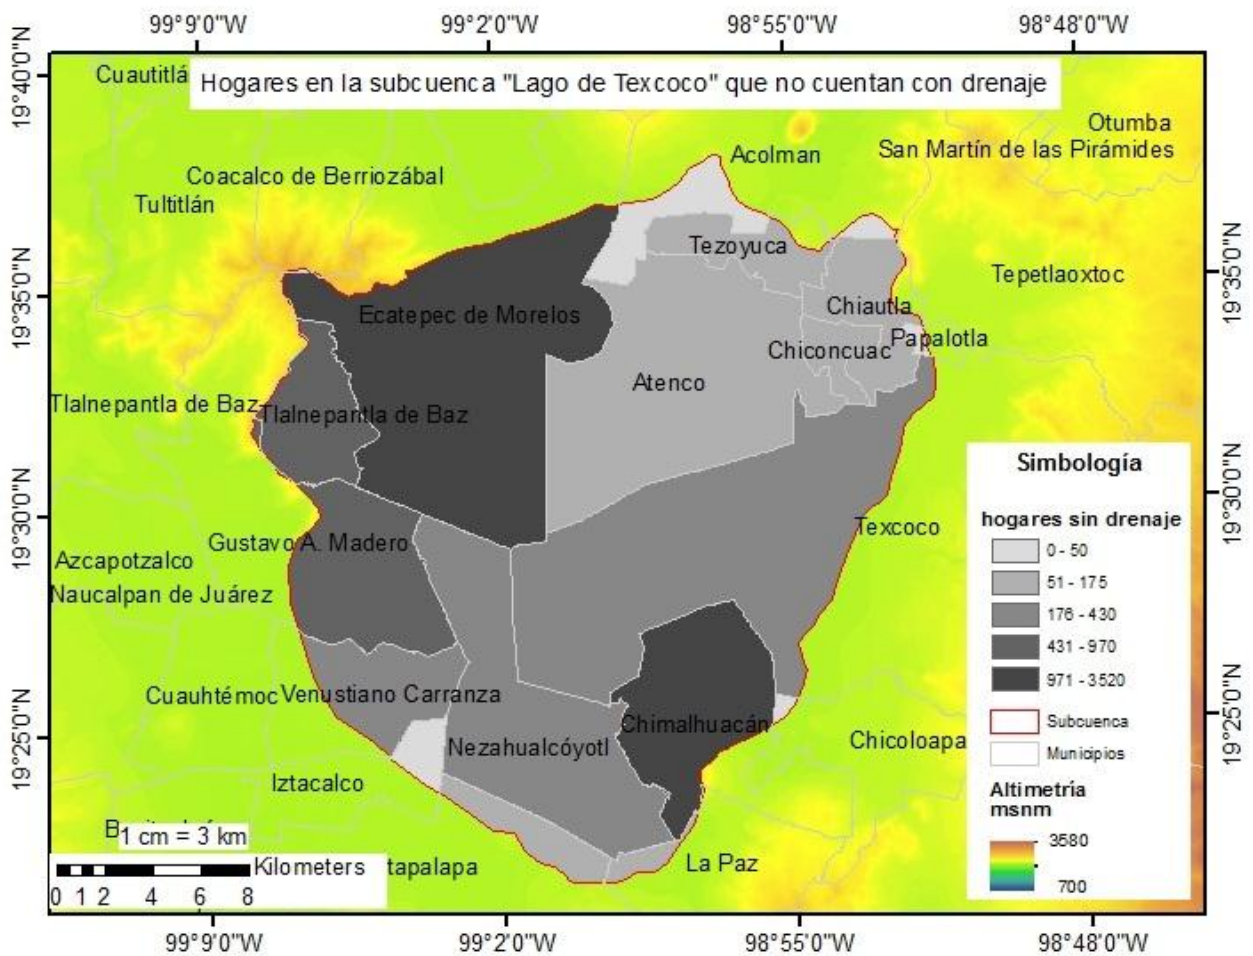 99°9'0"W 99°2'0"W 98°55'0"W 98°48'0"W
19°40'0"N
Cuautitlá
Hogares en la subcuenca "Lago de Texcoco" que no cuentan con drenaje
Otumba
San Martín de las Pirámides
Acolman
Coacalco de Berriozábal
Tultitlán
Tezoyuca
Tepetlaoxtoc
19°35'0"N
19°35'0"N
Chiautla
Ecatepec de Morelos
Papalotla
Chiconcuac
Atenco
Tlalnepantla de Baz
Tlalnepantla de Baz
Simbología
hogares sin drenaje
0 - 50
51 - 175
176 - 430
431 - 970
971 - 3520
Subcuenca
Municipios
Altimetría
msnm
3580
700
19°30'0"N
19°30'0"N
Texcoco
Gustavo A. Madero
Azcapotzalco
Naucalpan de Juárez
Cuauhtémoc
Venustiano Carranza
19°25'0"N
19°25'0"N
Chimalhuacán
Chicoloapa
Nezahualcóyotl
Iztacalco
1 cm = 3 km
La Paz
tapalapa
Kilometers
0 1 2 4 6 8
99°9'0"W 99°2'0"W 98°55'0"W 98°48'0"W